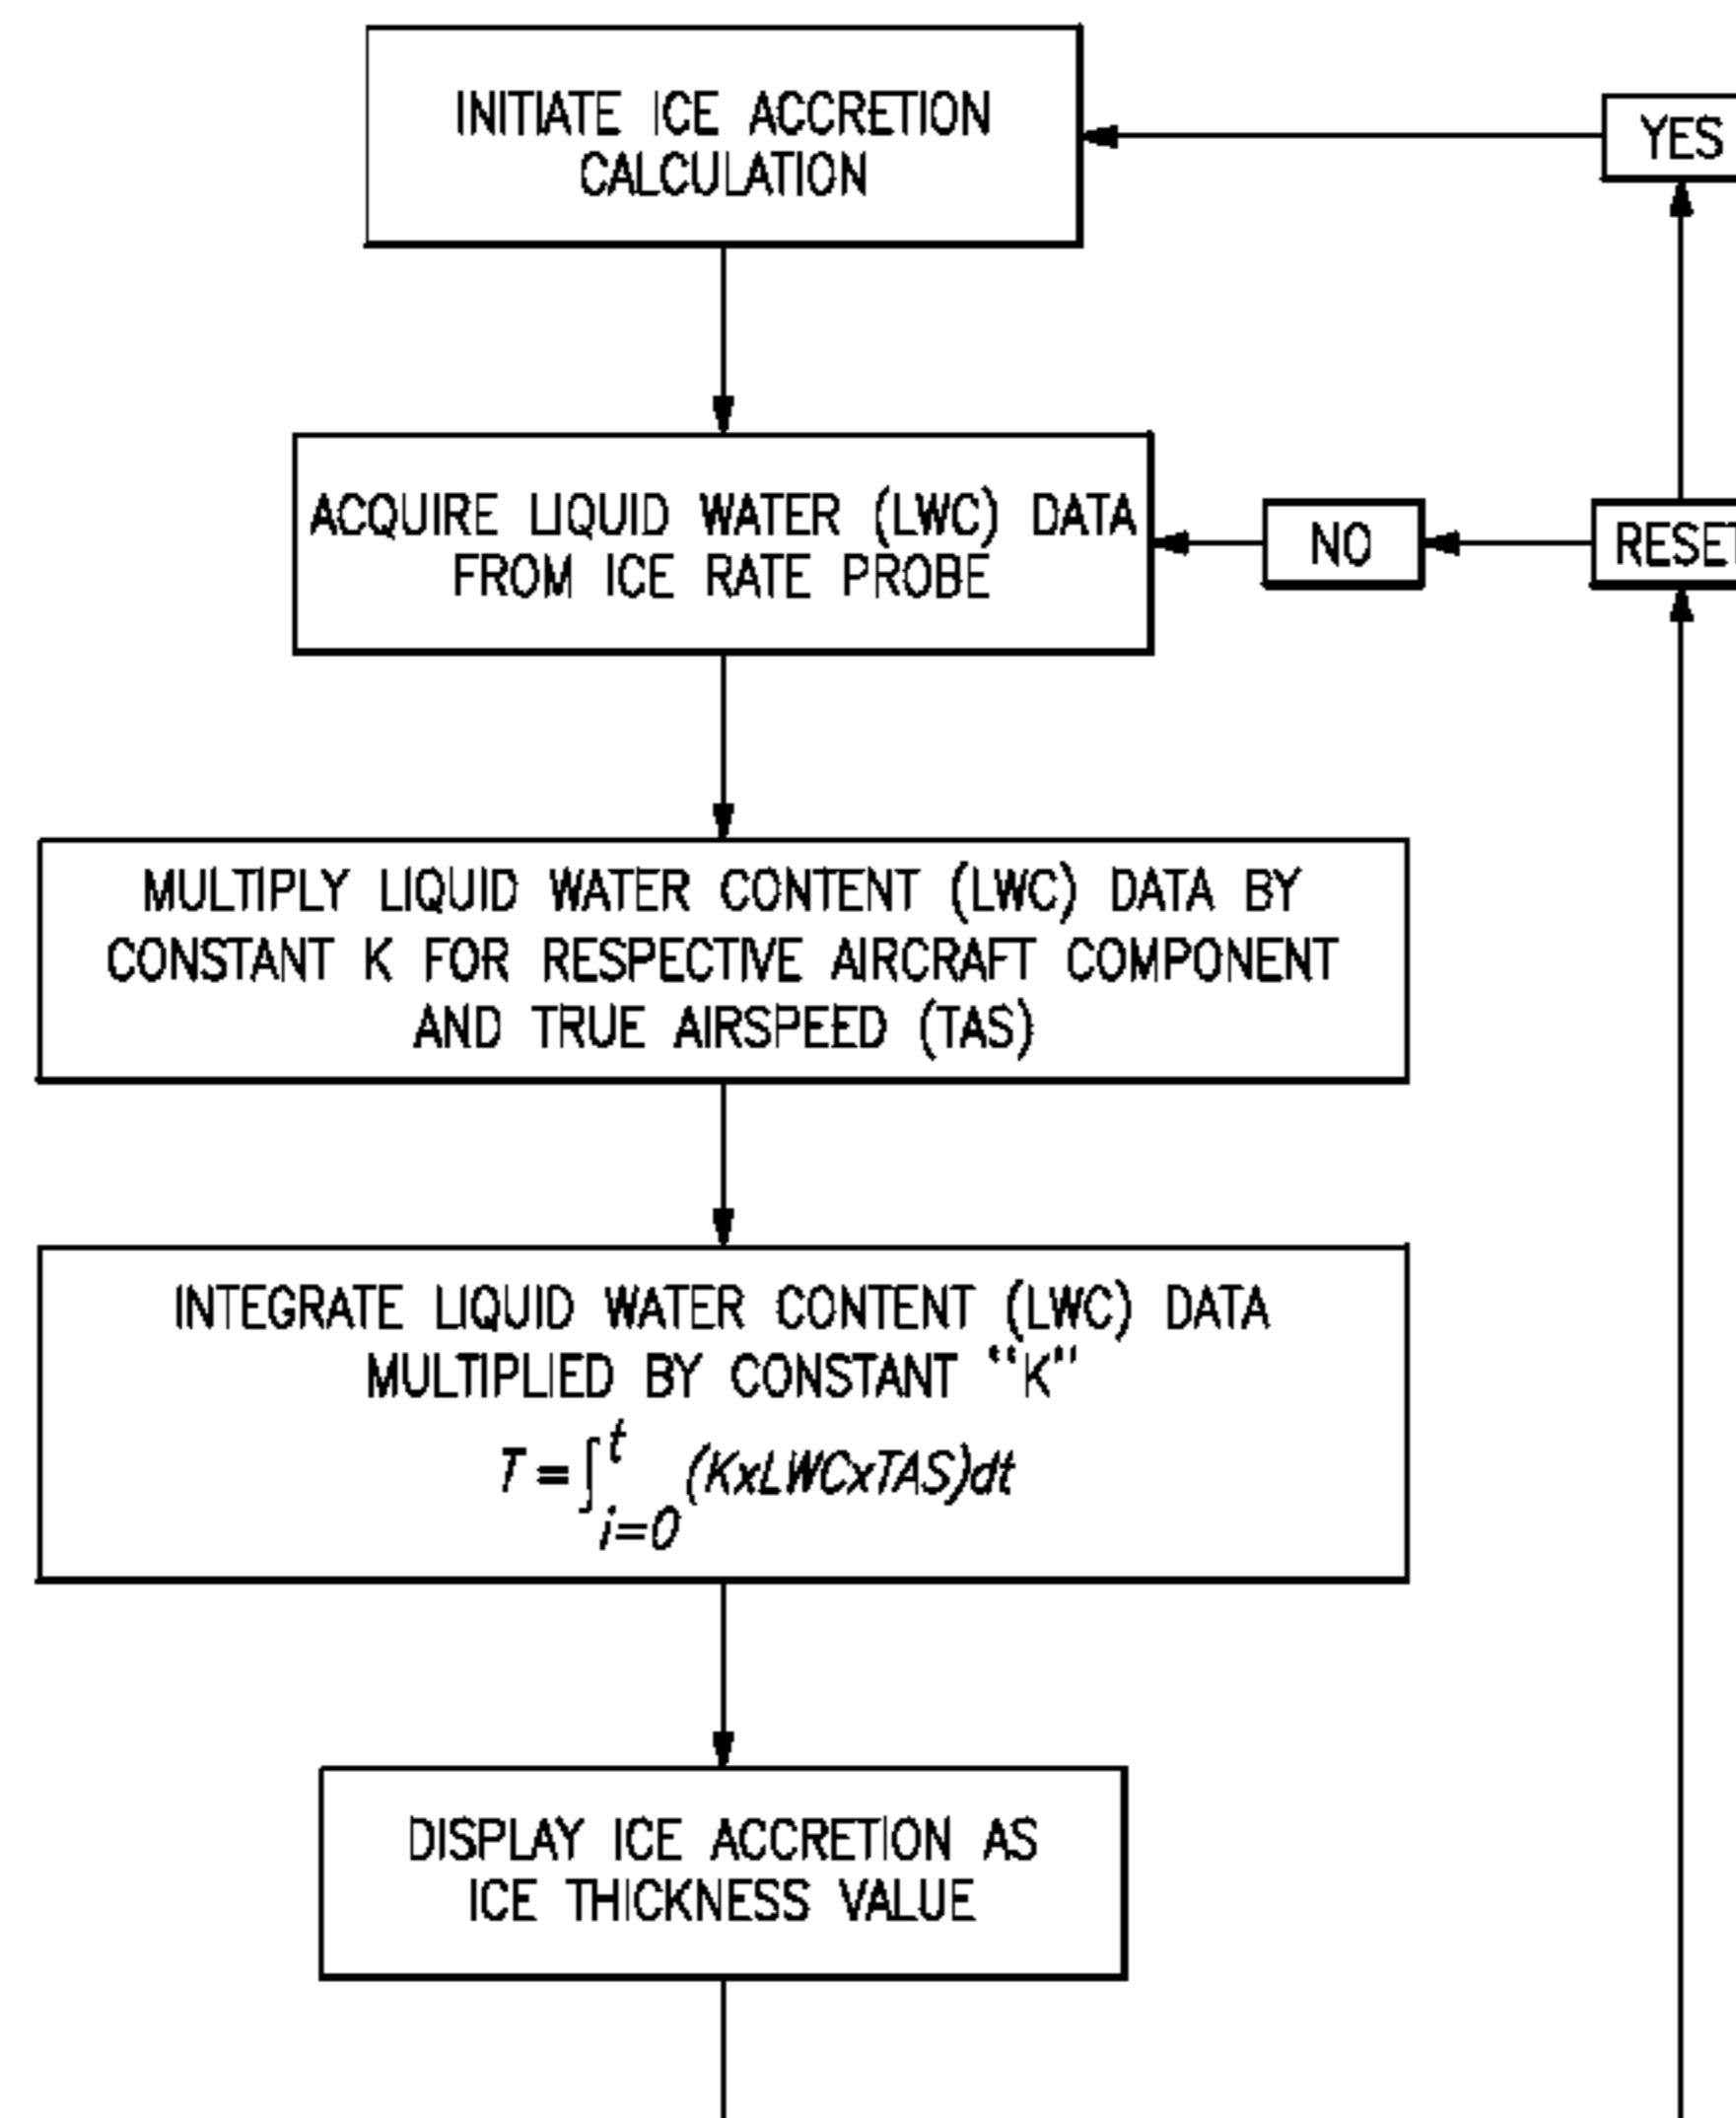 INITIATE ICE ACCRETION
CALCULATION
YES
ACQUIRE LIQUID WATER (LWC) DATA
FROM ICE RATE PROBE
NO
RESET
MULTIPLY LIQUID WATER CONTENT (LWC) DATA BY
CONSTANT K FOR RESPECTIVE AIRCRAFT COMPONENT
AND TRUE AIRSPEED (TAS)
INTEGRATE LIQUID WATER CONTENT (LWC) DATA
MULTIPLIED BY CONSTANT "K"
T = ∫_{i=0}^{t} (KxLWCxTAS)dt
DISPLAY ICE ACCRETION AS
ICE THICKNESS VALUE